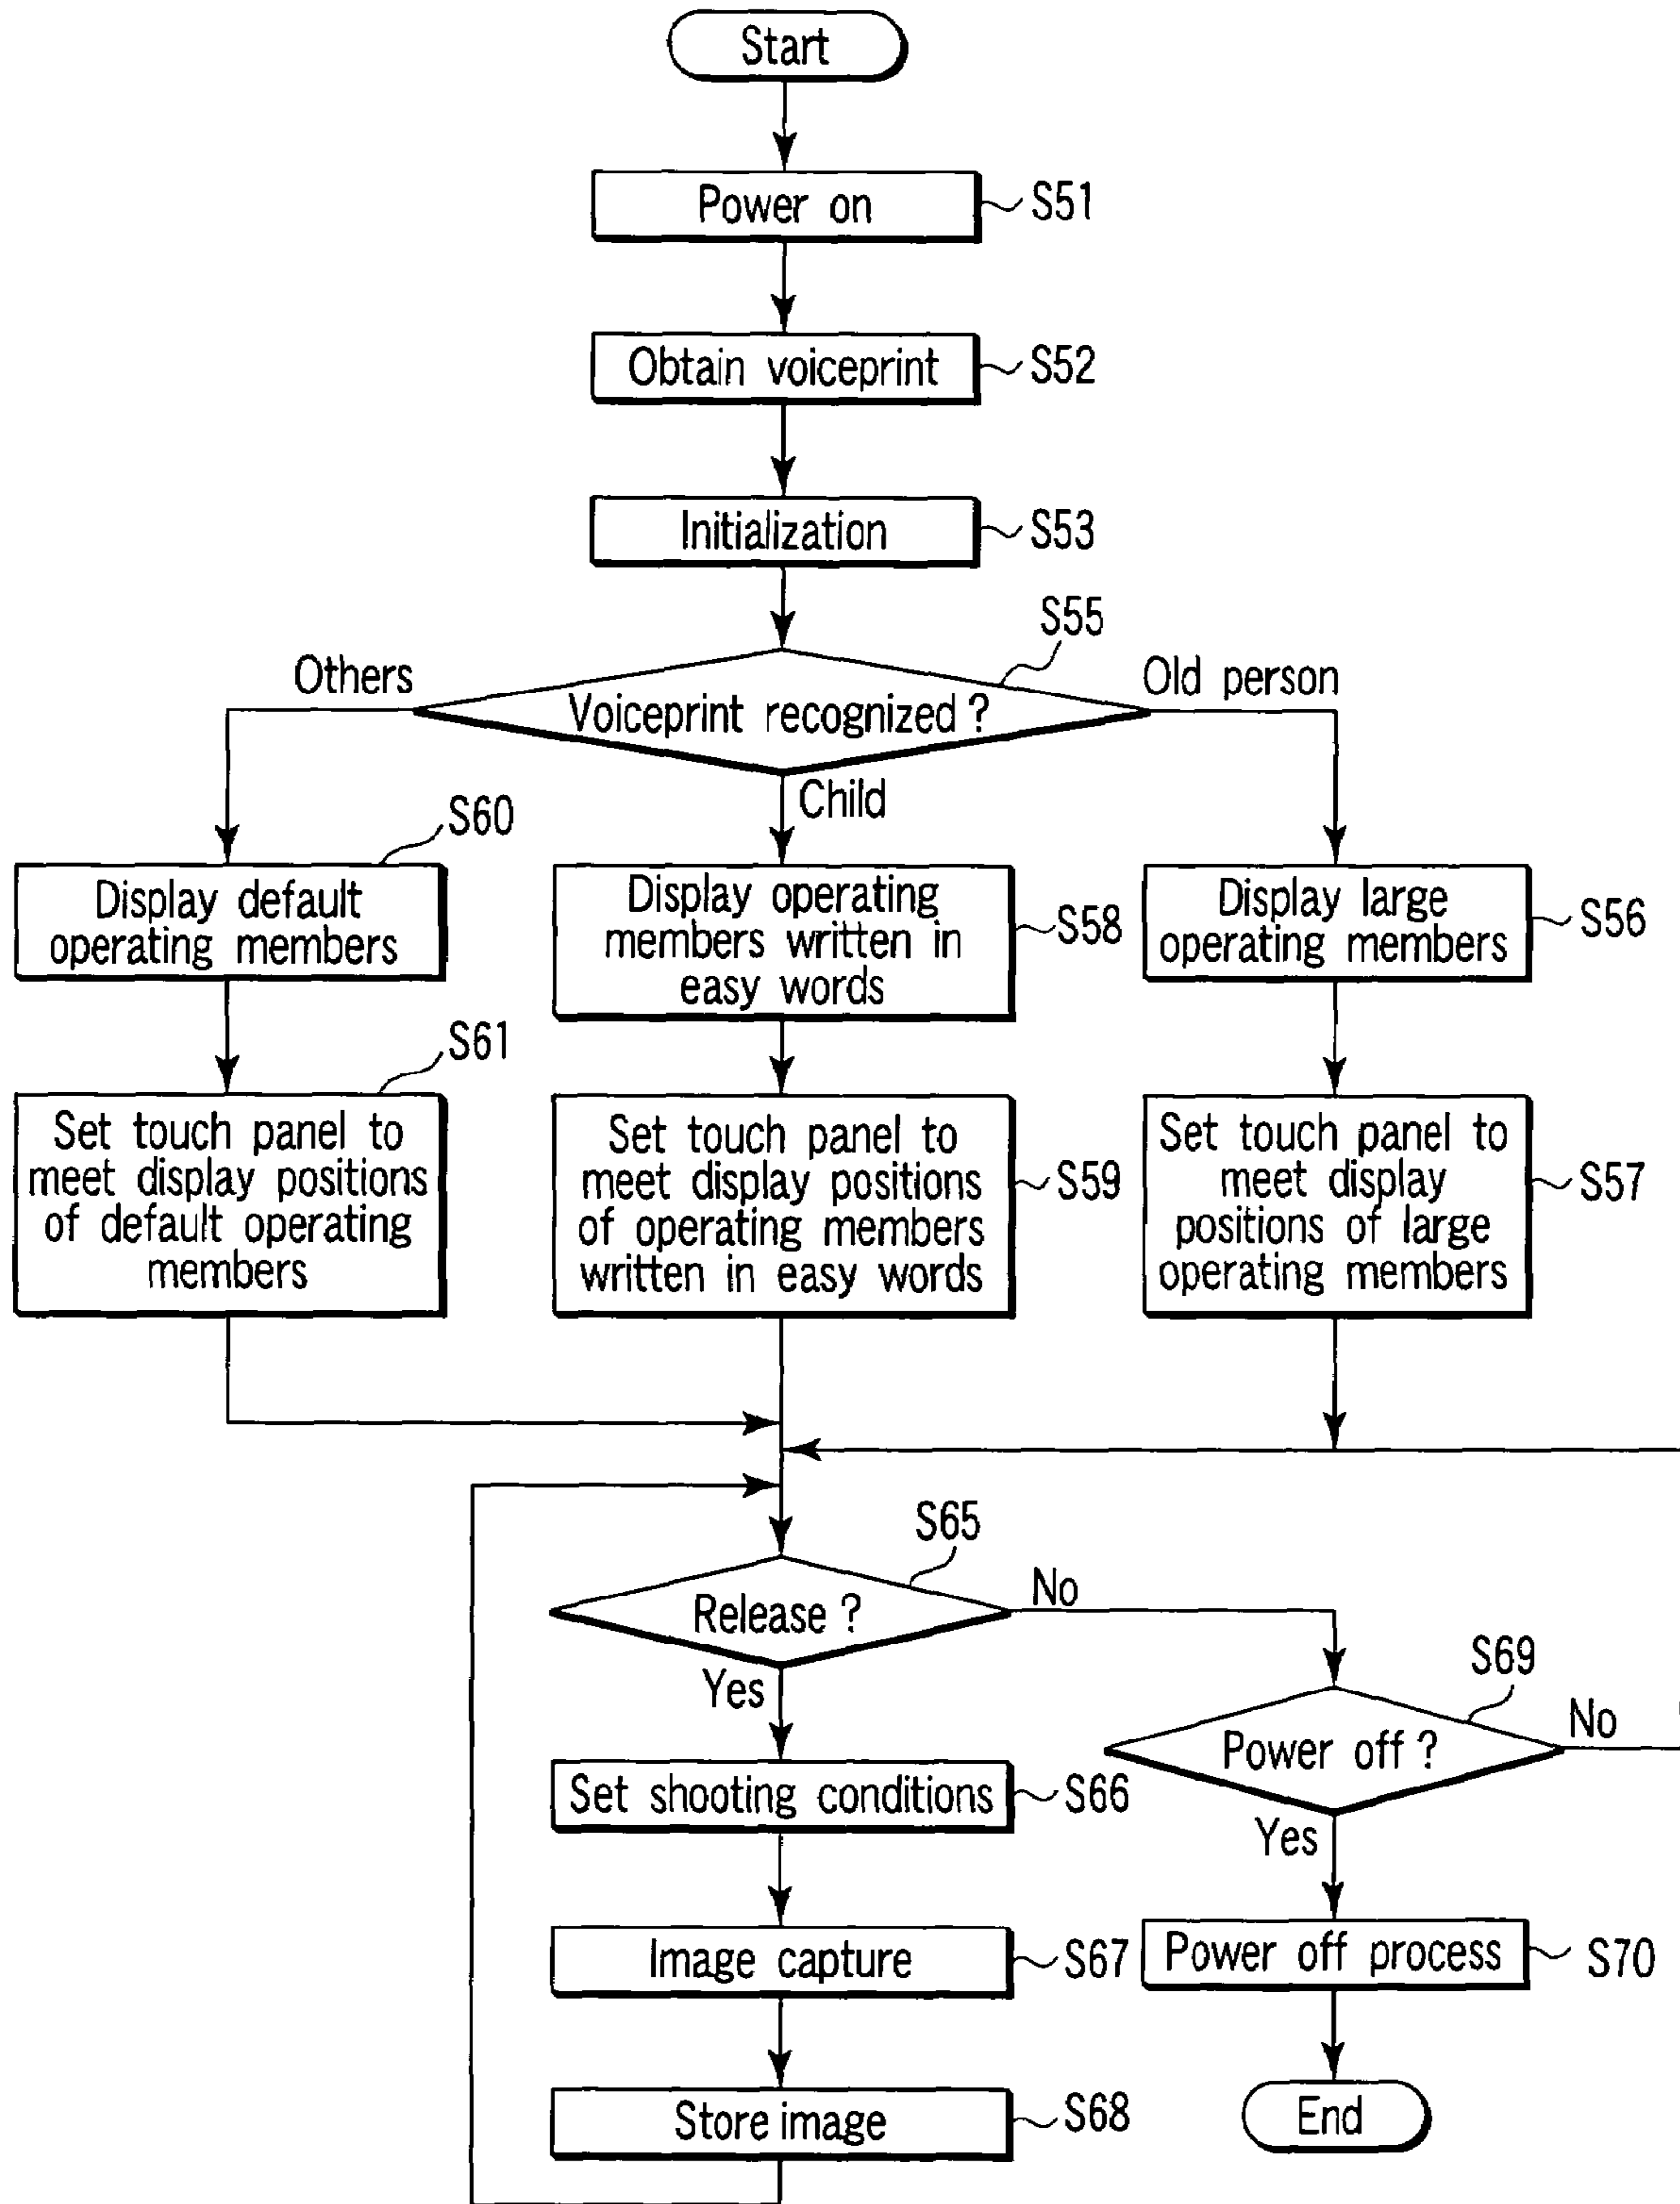 Start
Power on
S51
Obtain voiceprint
S52
Initialization
S53
S55
Others
Voiceprint recognized ?
Old person
Child
S60
Display default
operating members
Display operating
members written in
easy words
S58
Display large
operating members
S56
S61
Set touch panel to
meet display positions
of default operating
members
Set touch panel to
meet display positions
of operating members
written in easy words
S59
Set touch panel to
meet display
positions of large
operating members
S57
S65
Release ?
No
Yes
S69
Power off ?
No
Yes
Set shooting conditions
S66
Image capture
S67
Power off process
S70
Store image
S68
End